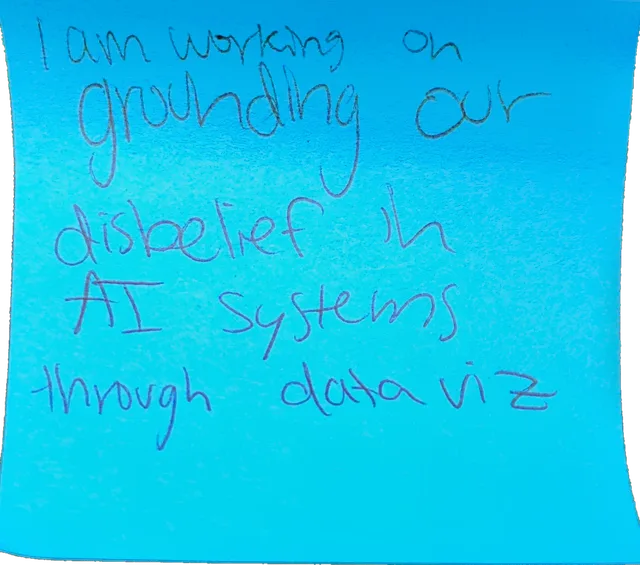 I am working on
grounding our
disbelief in
AI systems
through data viz